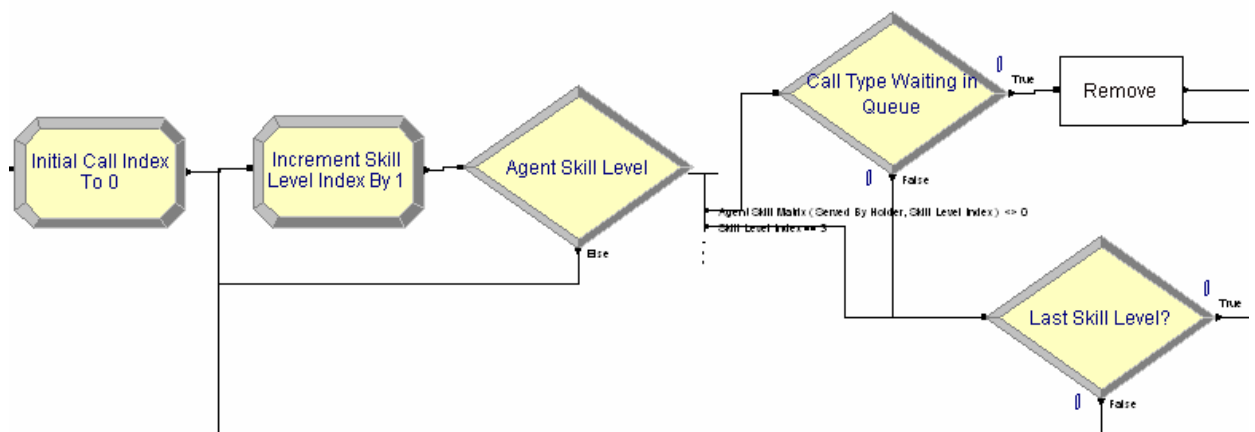 Initial Call Index
To 0
Increment Skill
Level Index By 1
Agent Skill Level
Else
Agent Skill Matrix ( Served By Holder, Skill Level Index ) <> 0
Skill Level Index == 3
Call Type Waiting in
Queue
0
True
0
False
Remove
Last Skill Level?
0
True
0
False